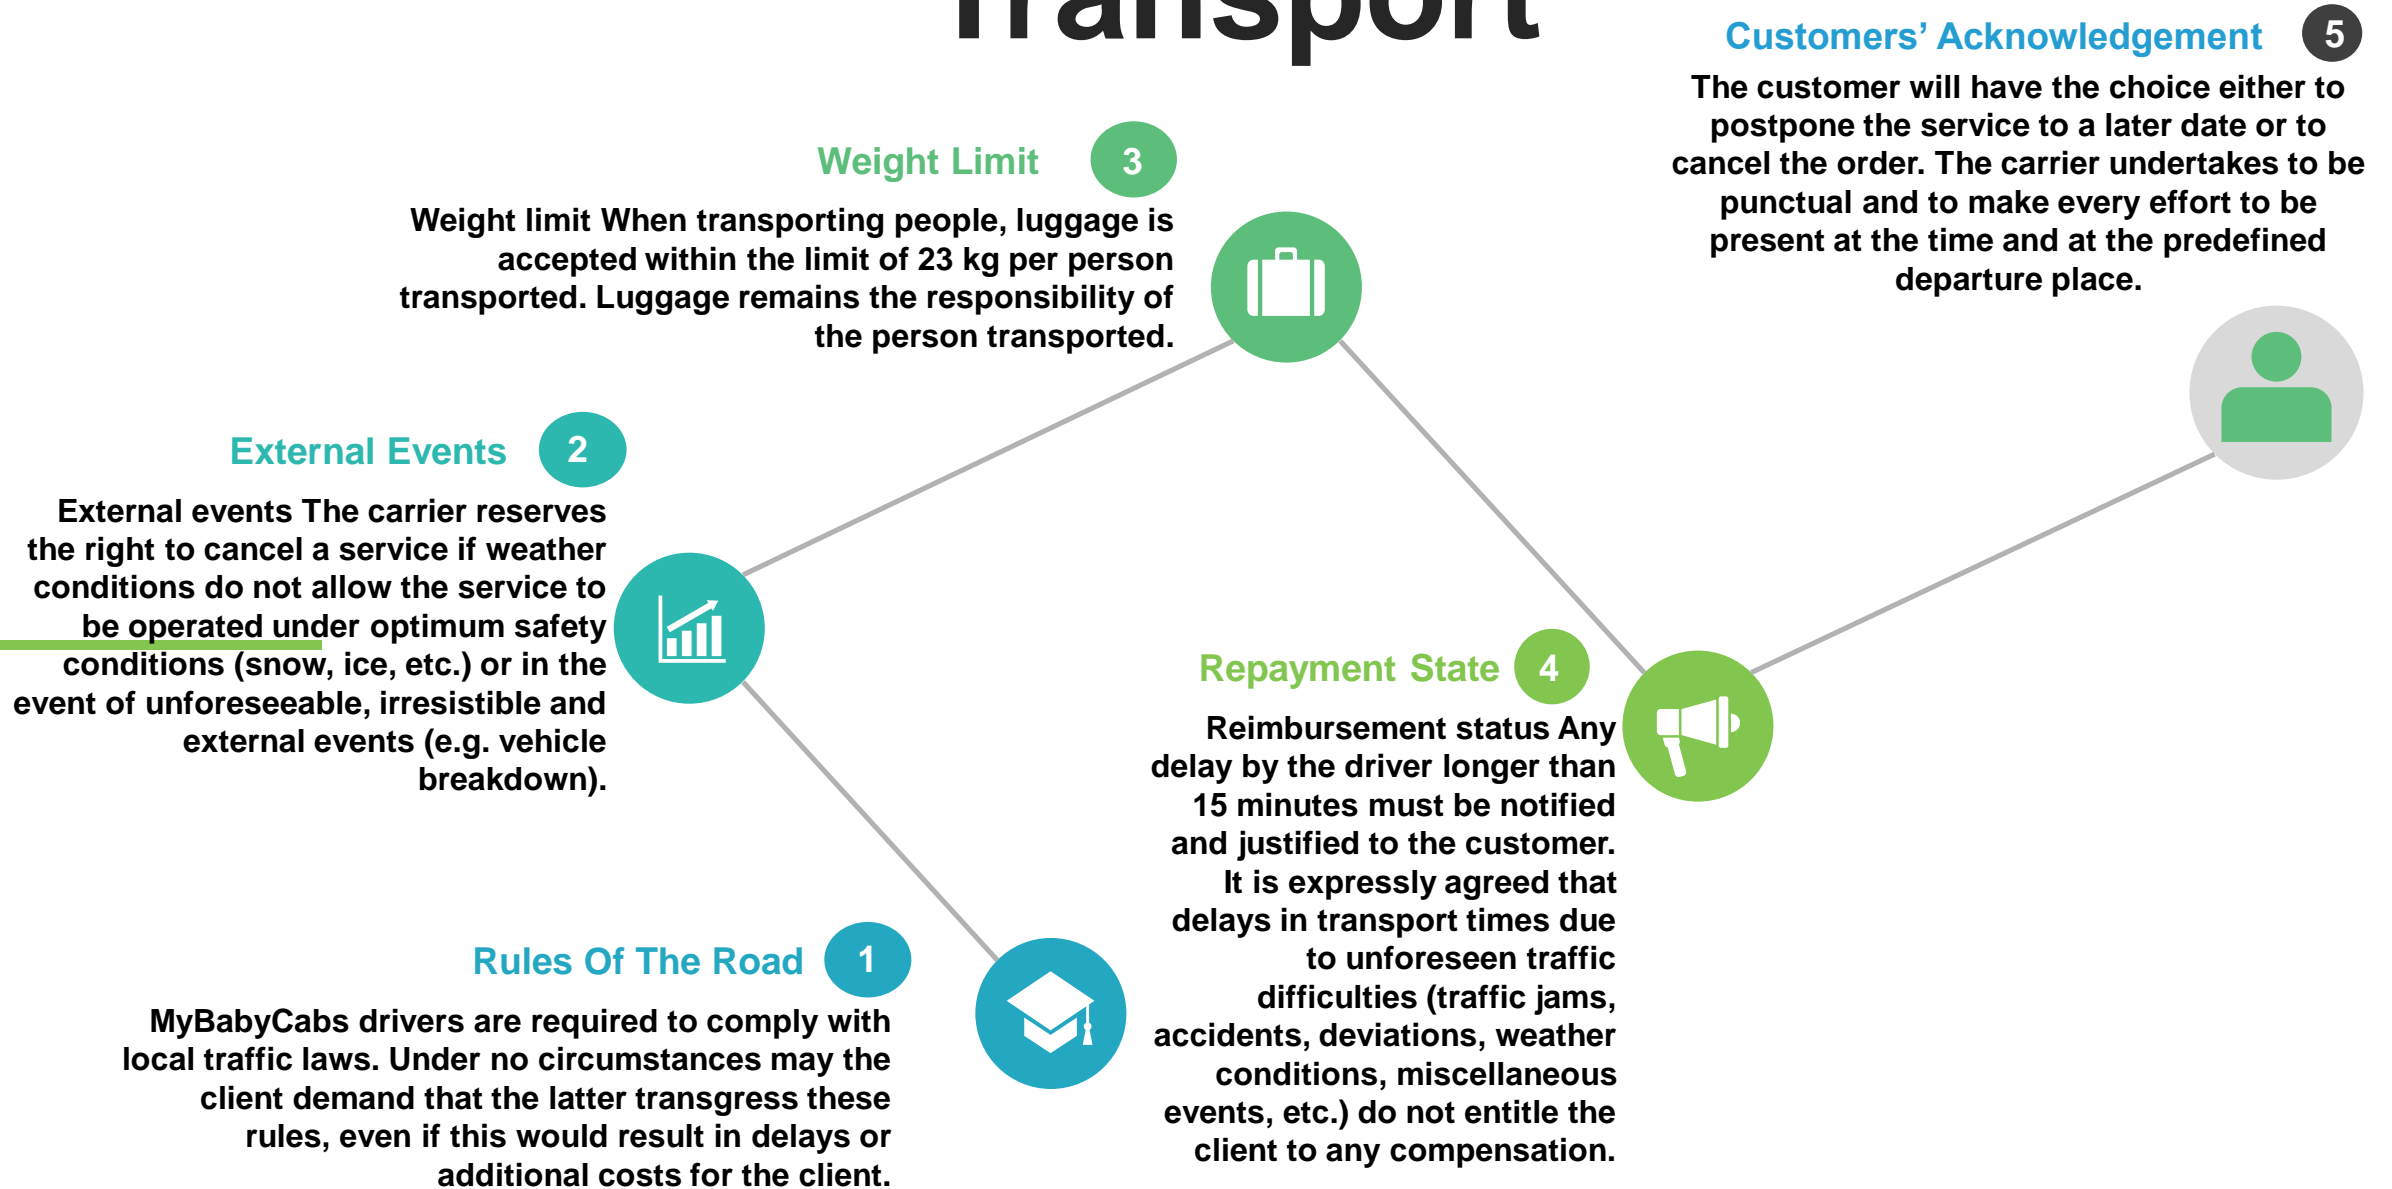 Transport
Customers’ Acknowledgement 5
The customer will have the choice either to
postpone the service to a later date or to
cancel the order. The carrier undertakes to be
punctual and to make every effort to be
present at the time and at the predefined
departure place.
Weight Limit 3
Weight limit When transporting people, luggage is
accepted within the limit of 23 kg per person
transported. Luggage remains the responsibility of
the person transported.
External Events 2
External events The carrier reserves
the right to cancel a service if weather
conditions do not allow the service to
be operated under optimum safety
conditions (snow, ice, etc.) or in the
event of unforeseeable, irresistible and
external events (e.g. vehicle
breakdown).
Repayment State 4
Reimbursement status Any
delay by the driver longer than
15 minutes must be notified
and justified to the customer.
It is expressly agreed that
delays in transport times due
to unforeseen traffic
difficulties (traffic jams,
accidents, deviations, weather
conditions, miscellaneous
events, etc.) do not entitle the
client to any compensation.
Rules Of The Road 1
MyBabyCabs drivers are required to comply with
local traffic laws. Under no circumstances may the
client demand that the latter transgress these
rules, even if this would result in delays or
additional costs for the client.